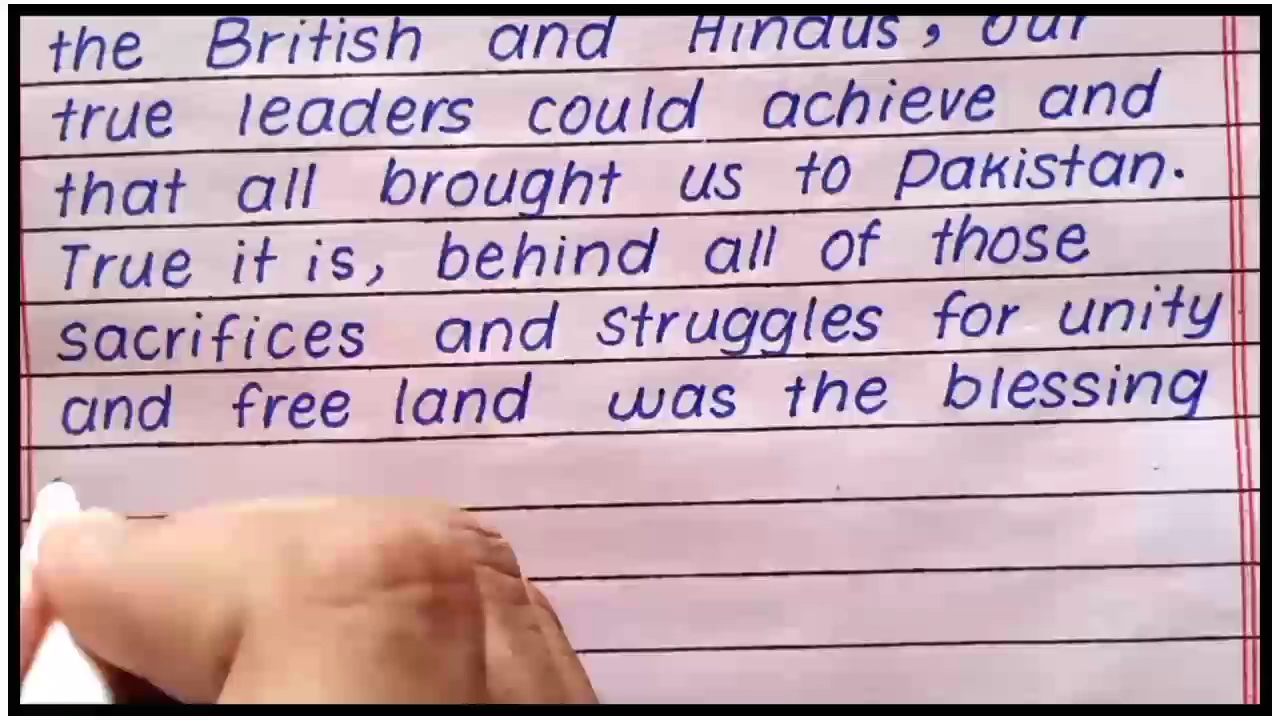 the British and Hindus, our
true leaders could achieve and
that all brought us to Pakistan.
True it is, behind all of those
sacrifices and struggles for unity
and free land was the blessing